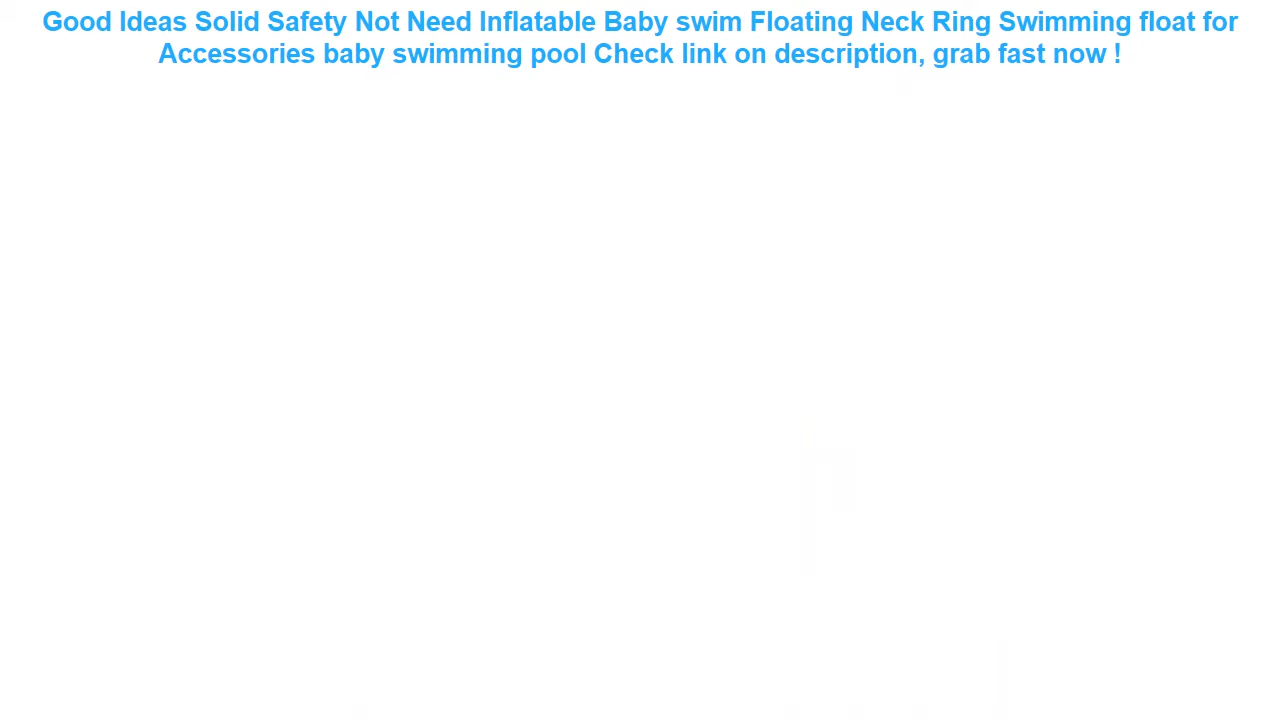 Good Ideas Solid Safety Not Need Inflatable Baby swim Floating Neck Ring Swimming float for
Accessories baby swimming pool Check link on description, grab fast now !